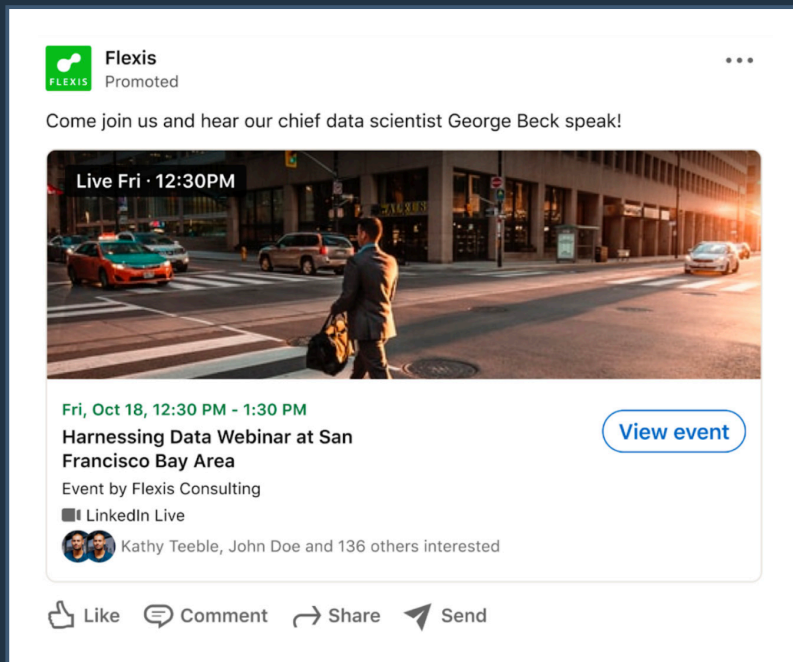 Flexis
FLEXIS
Promoted
Come join us and hear our chief data scientist George Beck speak!
Live Fri · 12:30PM
Fri, Oct 18, 12:30 PM - 1:30 PM
Harnessing Data Webinar at San
Francisco Bay Area
View event
Event by Flexis Consulting
LinkedIn Live
Kathy Teeble, John Doe and 136 others interested
Like Comment Share Send